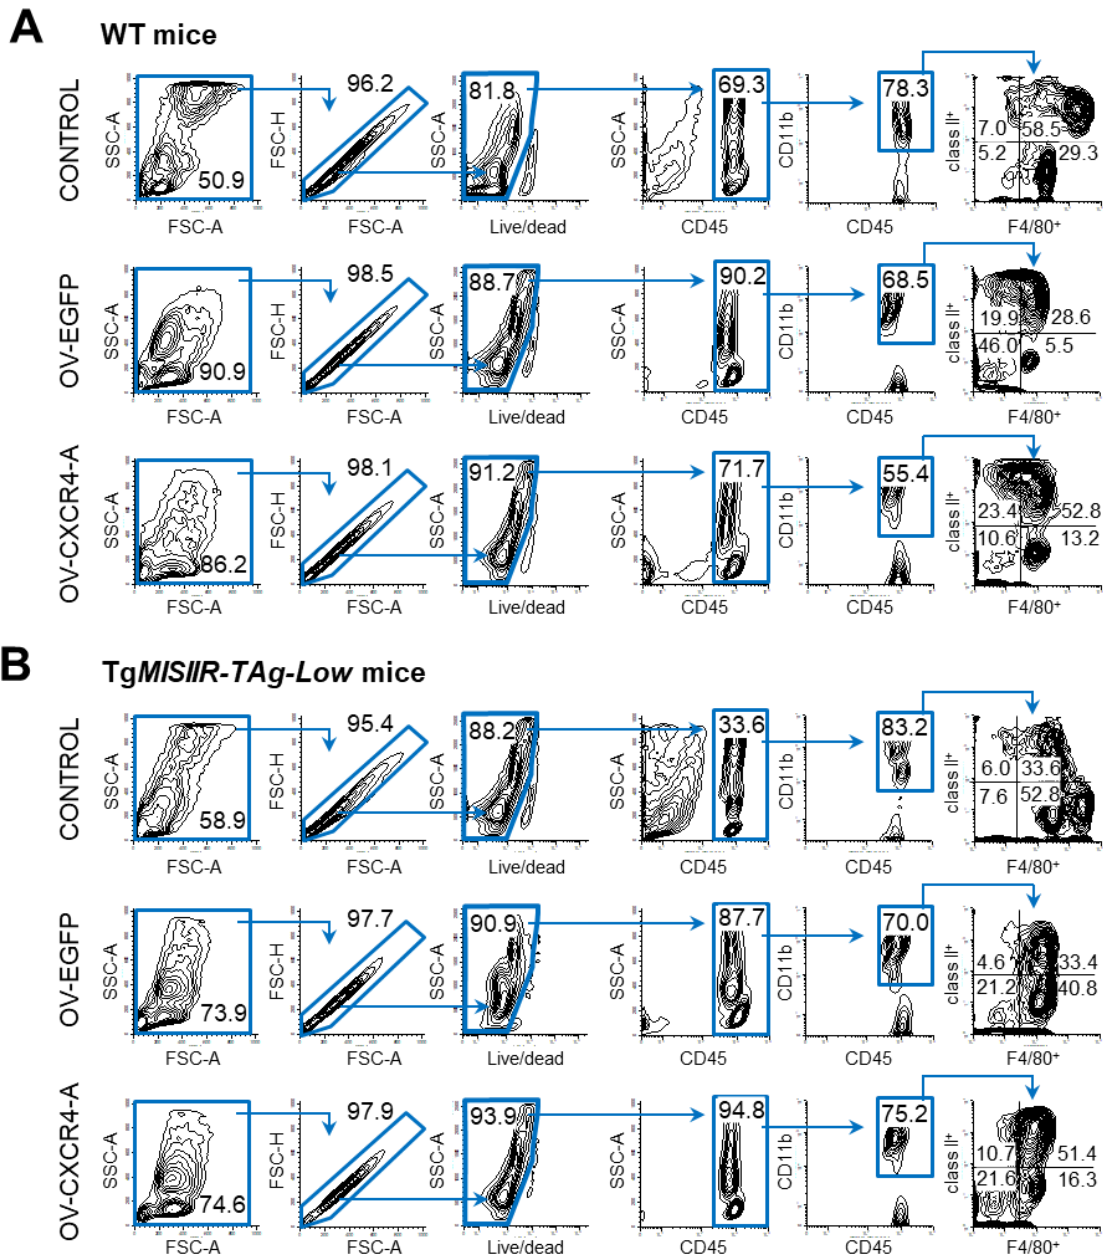 A
WT mice
CONTROL
SSC-A
50.9
FSC-A
FSC-H
96.2
FSC-A
SSC-A
81.8
Live/dead
SSC-A
69.3
CD45
CD11b
78.3
CD45
class II+
7.0 58.5
5.2 29.3
F4/80+
OV-EGFP
SSC-A
90.9
FSC-A
FSC-H
98.5
FSC-A
SSC-A
88.7
Live/dead
SSC-A
90.2
CD45
CD11b
68.5
CD45
class II+
19.9 28.6
46.0 5.5
F4/80+
OV-CXCR4-A
SSC-A
86.2
FSC-A
FSC-H
98.1
FSC-A
SSC-A
91.2
Live/dead
SSC-A
71.7
CD45
CD11b
55.4
CD45
class II+
23.4 52.8
10.6 13.2
F4/80+
B
TgMISIIR-TAg-Low mice
CONTROL
SSC-A
58.9
FSC-A
FSC-H
95.4
FSC-A
SSC-A
88.2
Live/dead
SSC-A
33.6
CD45
CD11b
83.2
CD45
class II+
6.0 33.6
7.6 52.8
F4/80+
OV-EGFP
SSC-A
73.9
FSC-A
FSC-H
97.7
FSC-A
SSC-A
90.9
Live/dead
SSC-A
87.7
CD45
CD11b
70.0
CD45
class II+
4.6 33.4
21.2 40.8
F4/80+
OV-CXCR4-A
SSC-A
74.6
FSC-A
FSC-H
97.9
FSC-A
SSC-A
93.9
Live/dead
SSC-A
94.8
CD45
CD11b
75.2
CD45
class II+
10.7 51.4
21.6 16.3
F4/80+